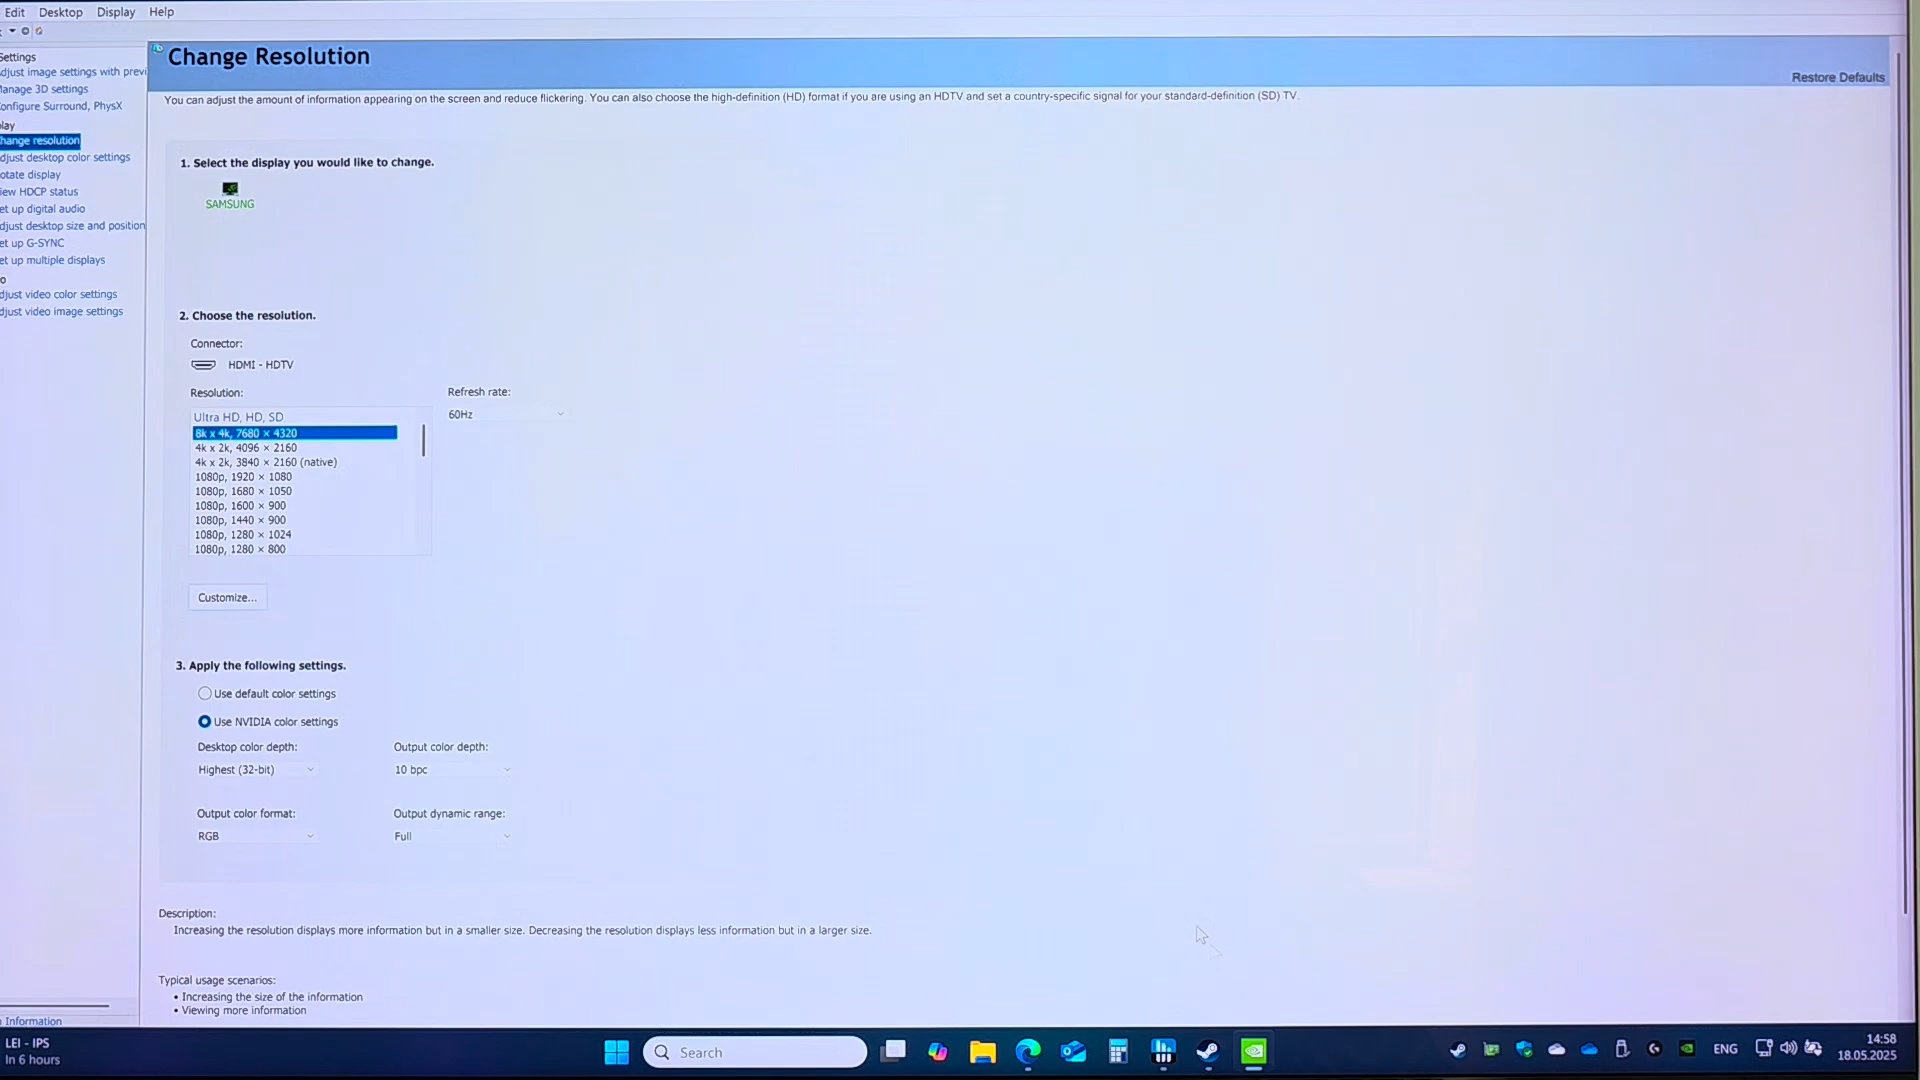 Edit Desktop Display Help
Settings
djust image settings with previ
anage 3D settings
onfigure Surround, PhysX
lay
hange resolution
djust desktop color settings
otate display
iew HDCP status
et up digital audio
djust desktop size and position
et up G-SYNC
et up multiple displays
o
djust video color settings
djust video image settings
Information
Change Resolution
Restore Defaults
You can adjust the amount of information appearing on the screen and reduce flickering. You can also choose the high-definition (HD) format if you are using an HDTV and set a country-specific signal for your standard-definition (SD) TV.
1. Select the display you would like to change.
SAMSUNG
2. Choose the resolution.
Connector:
HDMI - HDTV
Resolution:
Refresh rate:
60Hz
Ultra HD, HD, SD
8k x 4k, 7680 × 4320
4k x 2k, 4096 × 2160
4k x 2k, 3840 × 2160 (native)
1080p, 1920 × 1080
1080p, 1680 × 1050
1080p, 1600 × 900
1080p, 1440 × 900
1080p, 1280 × 1024
1080p, 1280 × 800
Customize...
3. Apply the following settings.
Use default color settings
Use NVIDIA color settings
Desktop color depth:
Output color depth:
Highest (32-bit)
10 bpc
Output color format:
Output dynamic range:
RGB
Full
Description:
Increasing the resolution displays more information but in a smaller size. Decreasing the resolution displays less information but in a larger size.
Typical usage scenarios:
• Increasing the size of the information
• Viewing more information
LEI - IPS
In 6 hours
Search
ENG
14:58
18.05.2025